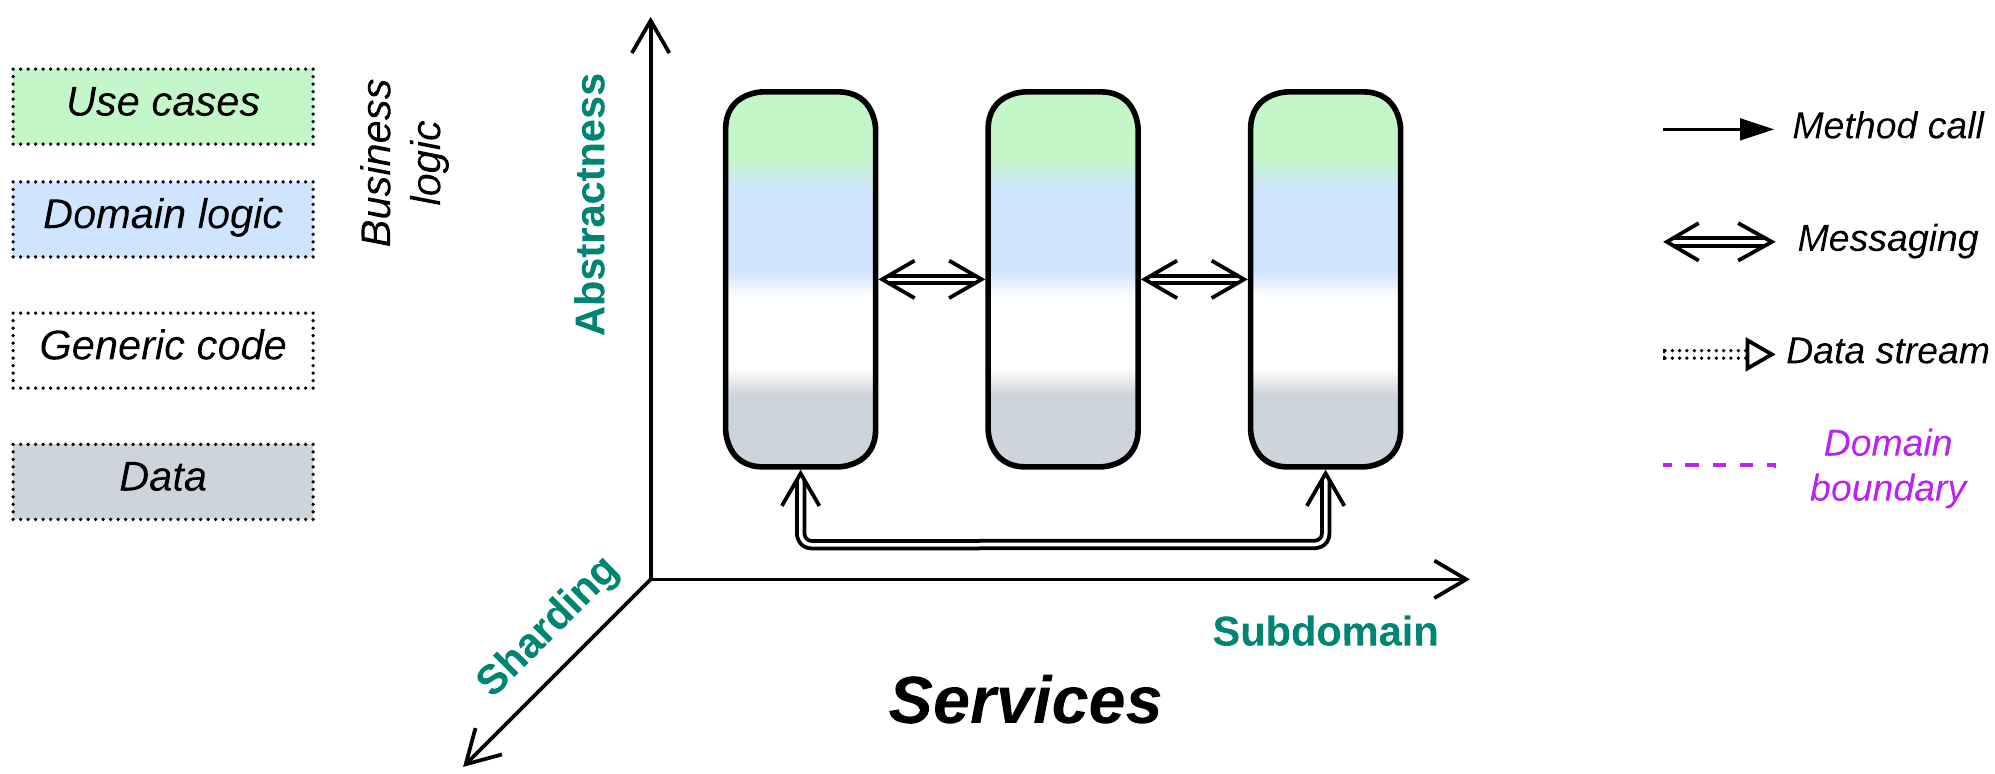 Use cases
Domain logic
Generic code
Data
Business
logic
Abstractness
Sharding
Subdomain
Services
Method call
Messaging
Data stream
Domain
boundary